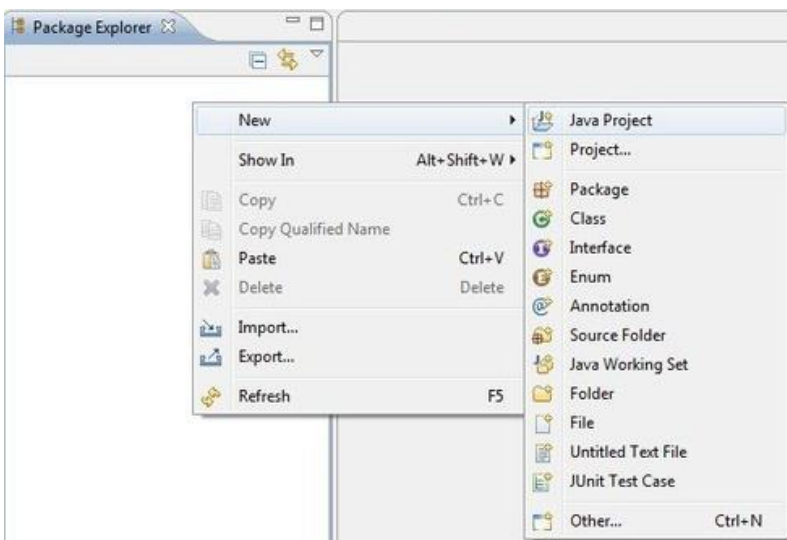 Package Explorer
New
Show In Alt+Shift+W
Copy Ctrl+C
Copy Qualified Name
Paste Ctrl+V
Delete Delete
Import...
Export...
Refresh F5
Java Project
Project...
Package
Class
Interface
Enum
Annotation
Source Folder
Java Working Set
Folder
File
Untitled Text File
JUnit Test Case
Other... Ctrl+N